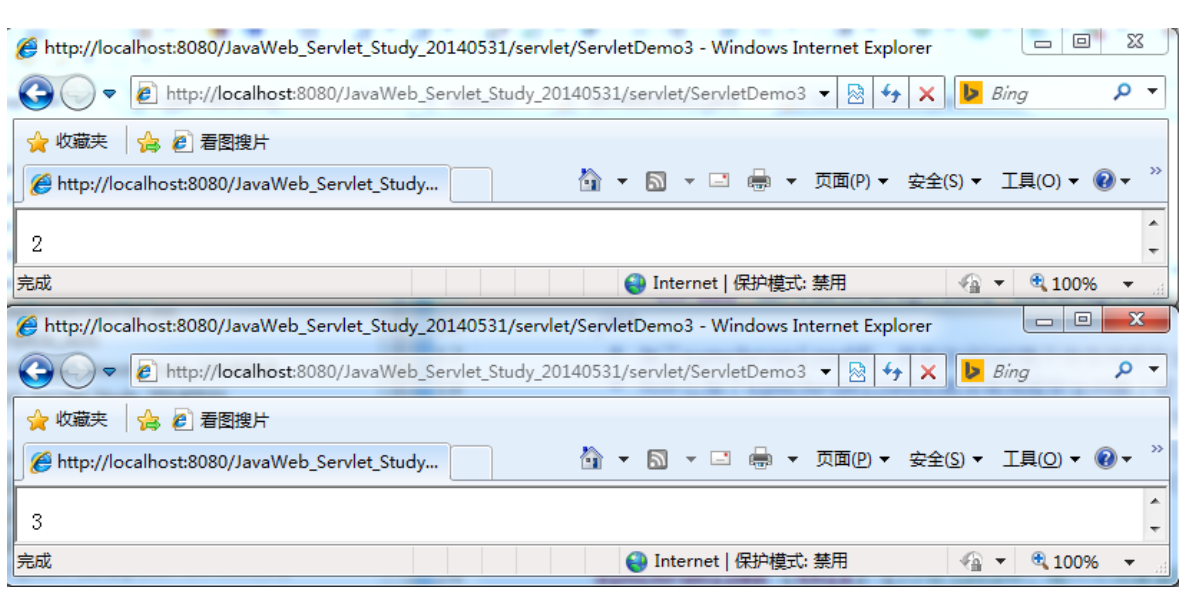 http://localhost:8080/JavaWeb_Servlet_Study_20140531/servlet/ServletDemo3 - Windows Internet Explorer
http://localhost:8080/JavaWeb_Servlet_Study_20140531/servlet/ServletDemo3 Bing
收藏夹 看图搜片
http://localhost:8080/JavaWeb_Servlet_Study... 页面(P) 安全(S) 工具(O)
2
完成 Internet | 保护模式: 禁用 100%
http://localhost:8080/JavaWeb_Servlet_Study_20140531/servlet/ServletDemo3 - Windows Internet Explorer
http://localhost:8080/JavaWeb_Servlet_Study_20140531/servlet/ServletDemo3 Bing
收藏夹 看图搜片
http://localhost:8080/JavaWeb_Servlet_Study... 页面(P) 安全(S) 工具(O)
3
完成 Internet | 保护模式: 禁用 100%